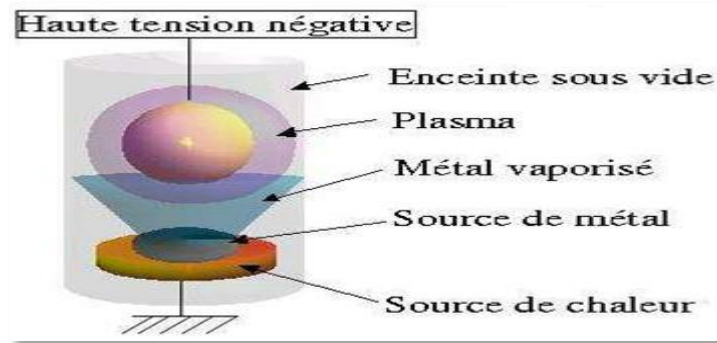 Haute tension négative
Enceinte sous vide
Plasma
Métal vaporisé
Source de métal
Source de chaleur